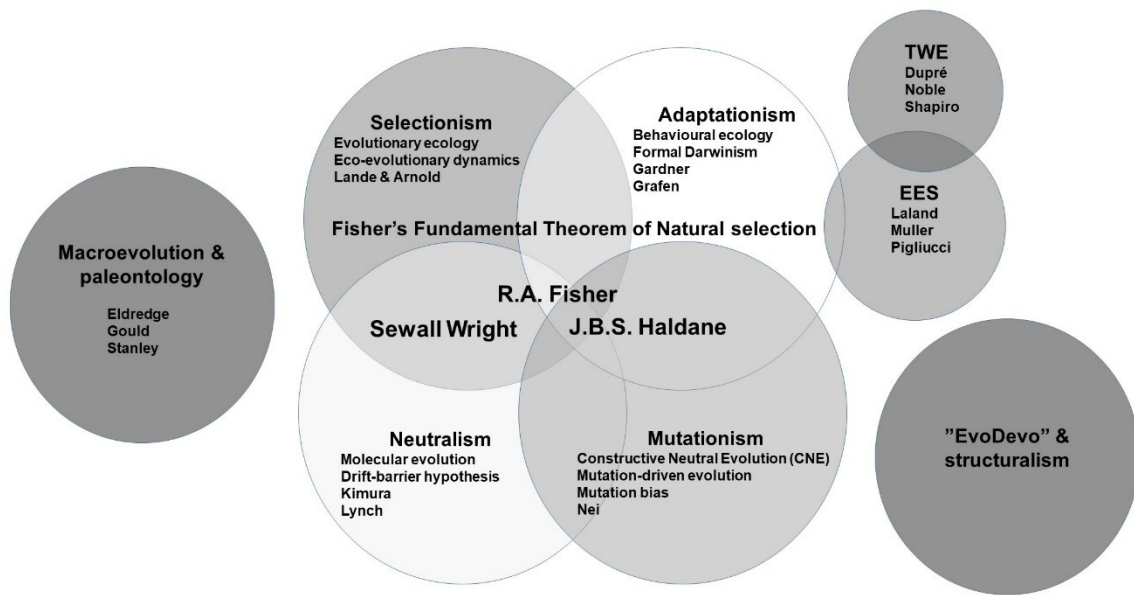 TWE
Dupré
Noble
Shapiro
Selectionism
Evolutionary ecology
Eco-evolutionary dynamics
Lande & Arnold
Adaptationism
Behavioural ecology
Formal Darwinism
Gardner
Grafen
EES
Laland
Muller
Pigliucci
Fisher’s Fundamental Theorem of Natural selection
Macroevolution &
paleontology
Eldredge
Gould
Stanley
R.A. Fisher
Sewall Wright
J.B.S. Haldane
Neutralism
Molecular evolution
Drift-barrier hypothesis
Kimura
Lynch
Mutationism
Constructive Neutral Evolution (CNE)
Mutation-driven evolution
Mutation bias
Nei
”EvoDevo” &
structuralism